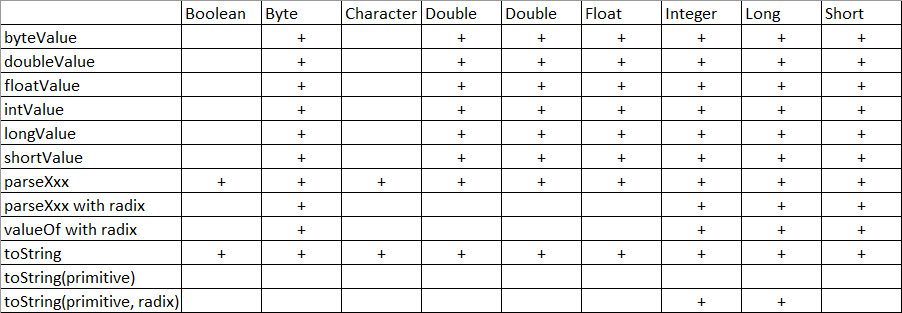 Boolean Byte Character Double Double Float Integer Long Short
byteValue + + + + + + +
doubleValue + + + + + + +
floatValue + + + + + + +
intValue + + + + + + +
longValue + + + + + + +
shortValue + + + + + + +
parseXxx + + + + + + + + +
parseXxx with radix + + + +
valueOf with radix + + + +
toString + + + + + + + + +
toString(primitive)
toString(primitive, radix) + +